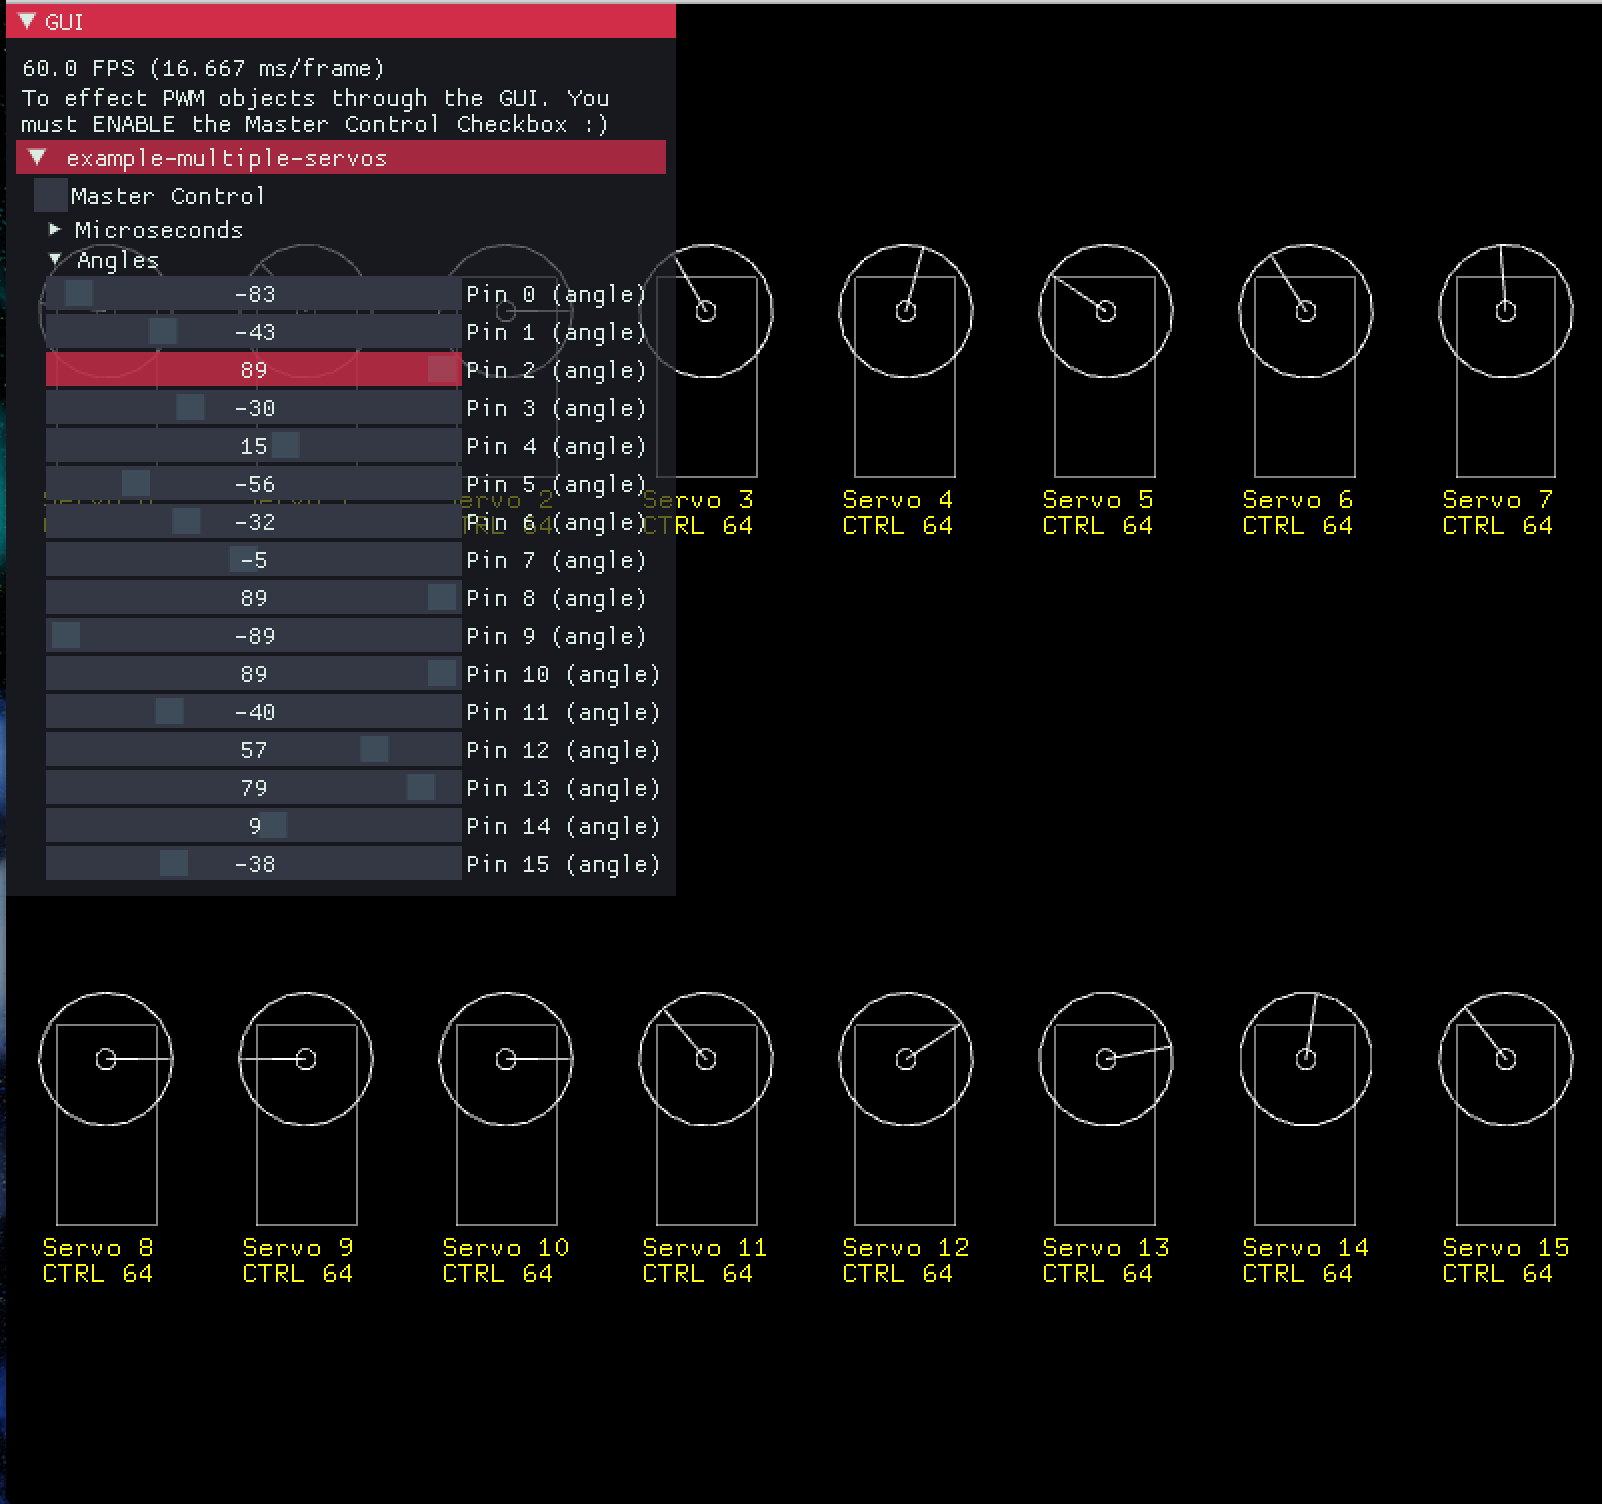 GUI
60.0 FPS (16.667 ms/frame)
To effect PWM objects through the GUI. You
must ENABLE the Master Control Checkbox :)
example-multiple-servos
Master Control
Microseconds
Angles
-83 Pin 0 (angle)
-43 Pin 1 (angle)
89 Pin 2 (angle)
-30 Pin 3 (angle)
15 Pin 4 (angle)
-56 Pin 5 (angle)
-32 Pin 6 (angle)
-5 Pin 7 (angle)
89 Pin 8 (angle)
-89 Pin 9 (angle)
89 Pin 10 (angle)
-40 Pin 11 (angle)
57 Pin 12 (angle)
79 Pin 13 (angle)
9 Pin 14 (angle)
-38 Pin 15 (angle)
Servo 2 Servo 3 Servo 4 Servo 5 Servo 6 Servo 7
CTRL 64 CTRL 64 CTRL 64 CTRL 64 CTRL 64
Servo 8 Servo 9 Servo 10 Servo 11 Servo 12 Servo 13 Servo 14 Servo 15
CTRL 64 CTRL 64 CTRL 64 CTRL 64 CTRL 64 CTRL 64 CTRL 64 CTRL 64